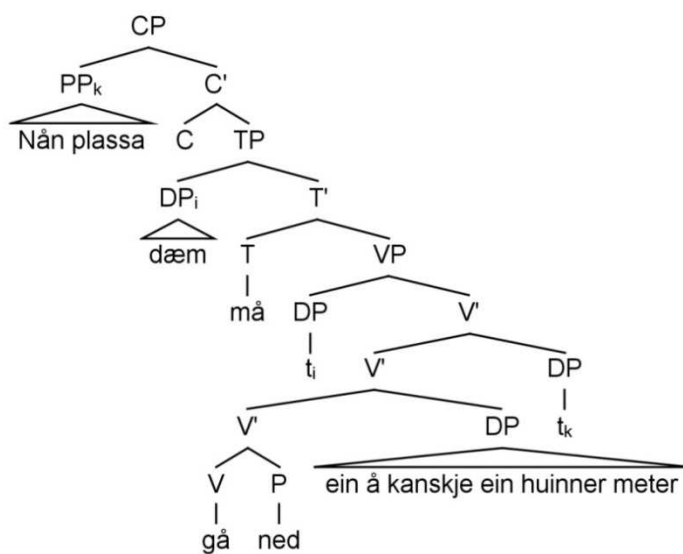 CP
PPₖ C'
Nån plassa C TP
DPᵢ T'
dæm T VP
må DP V'
tᵢ V' DP
V' DP tₖ
V P ein å kanskje ein huinner meter
gå ned